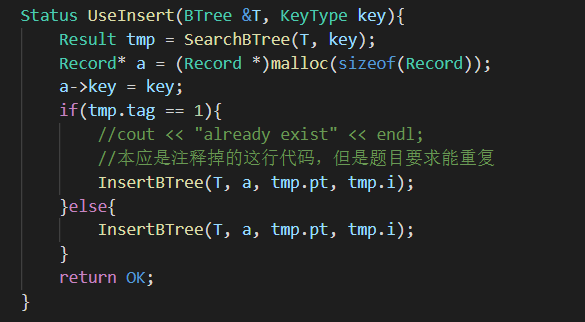 Status UseInsert(BTree &T, KeyType key){
    Result tmp = SearchBTree(T, key);
    Record* a = (Record *)malloc(sizeof(Record));
    a->key = key;
    if(tmp.tag == 1){
        //cout << "already exist" << endl;
        //本应是注释掉的这行代码，但是题目要求能重复
        InsertBTree(T, a, tmp.pt, tmp.i);
    }else{
        InsertBTree(T, a, tmp.pt, tmp.i);
    }
    return OK;
}